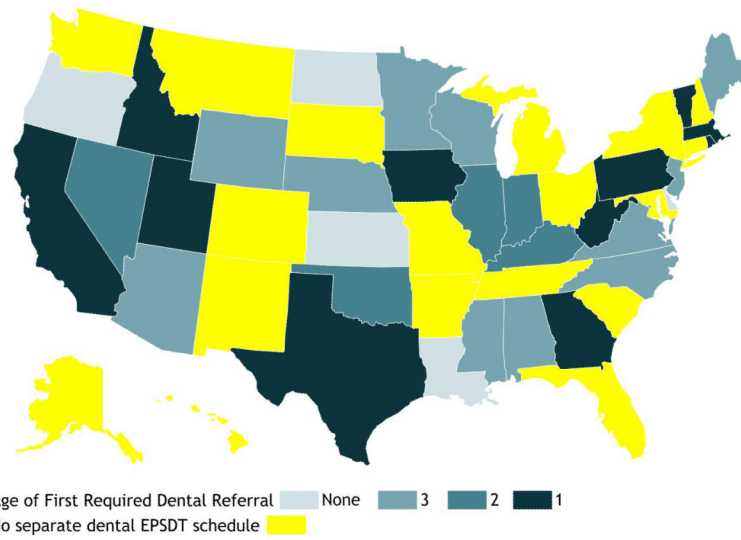 ge of First Required Dental Referral None 3 2 1
o separate dental EPSDT schedule